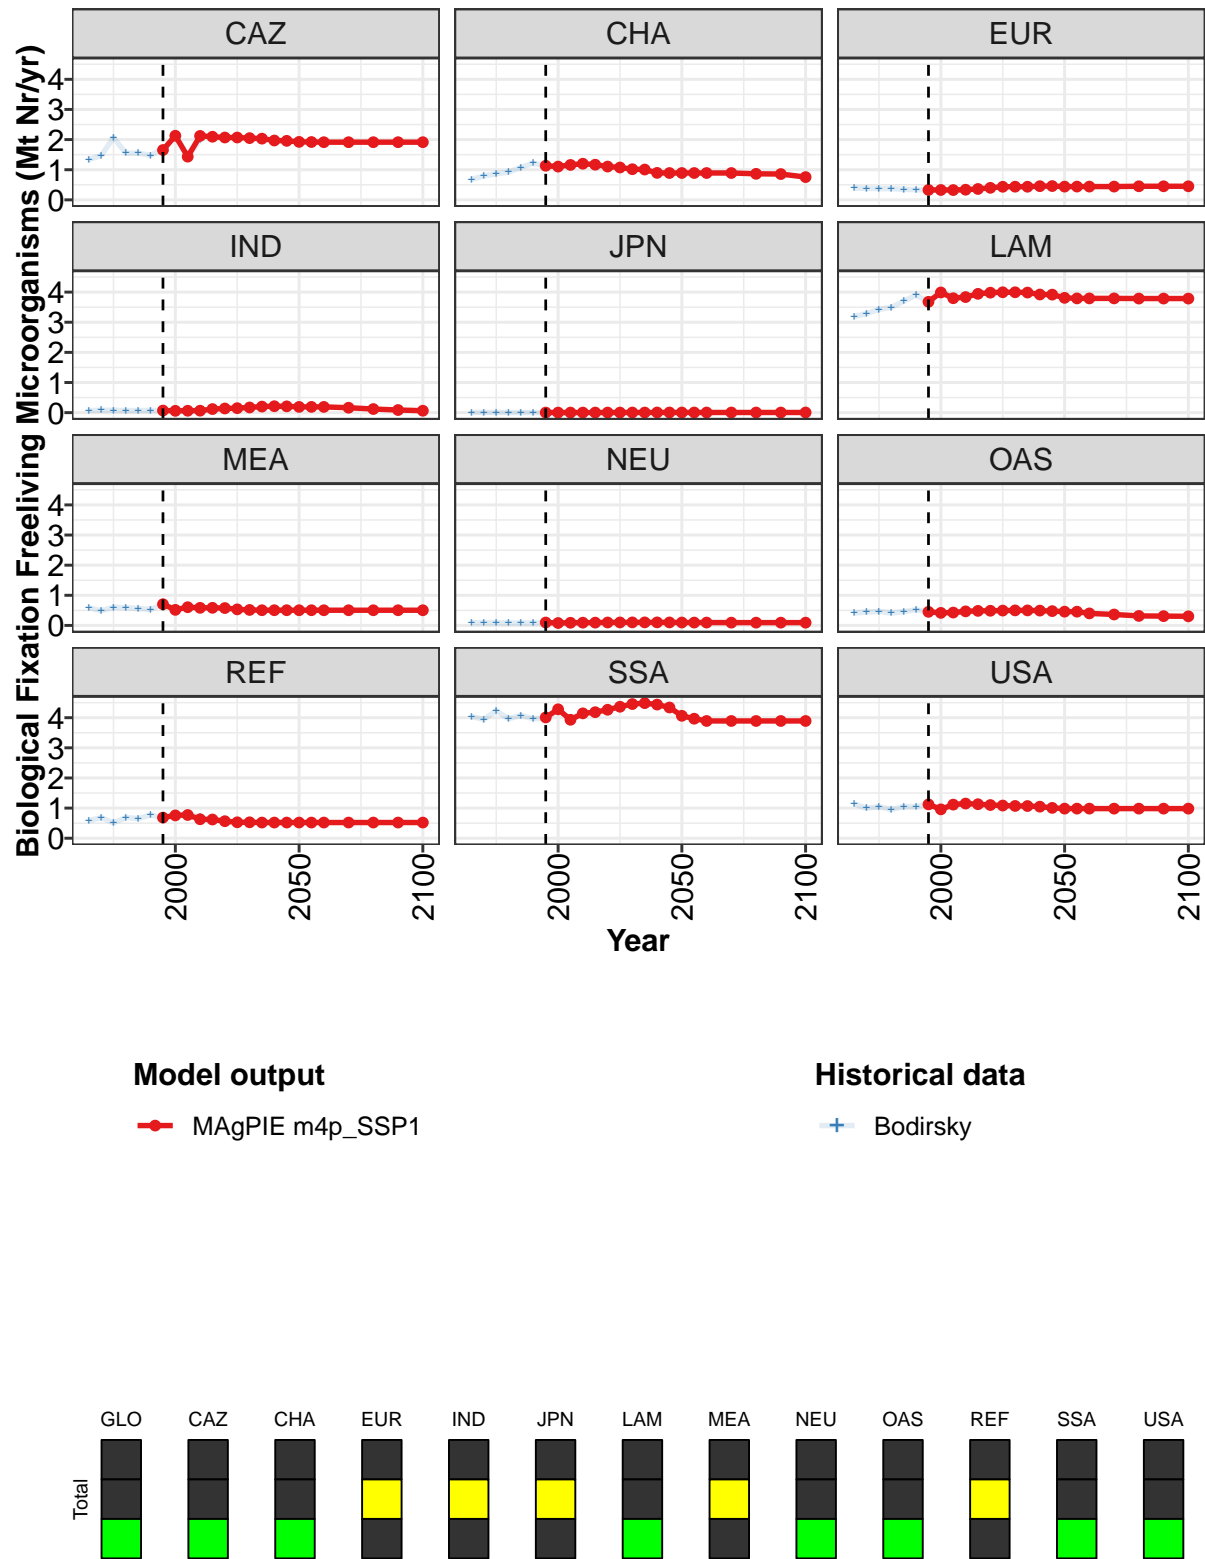 CAZ CHA EUR
4
3
2
1
0
IND JPN LAM
4
3
2
1
0
MEA NEU OAS
4
3
2
1
0
REF SSA USA
4
3
2
1
0
Biological Fixation Freeliving Microorganisms (Mt Nr/yr)
2000 2050 2100 2000 2050 2100 2000 2050 2100
Year
Model output Historical data
MAgPIE m4p_SSP1 Bodirsky
GLO CAZ CHA EUR IND JPN LAM MEA NEU OAS REF SSA USA
Total